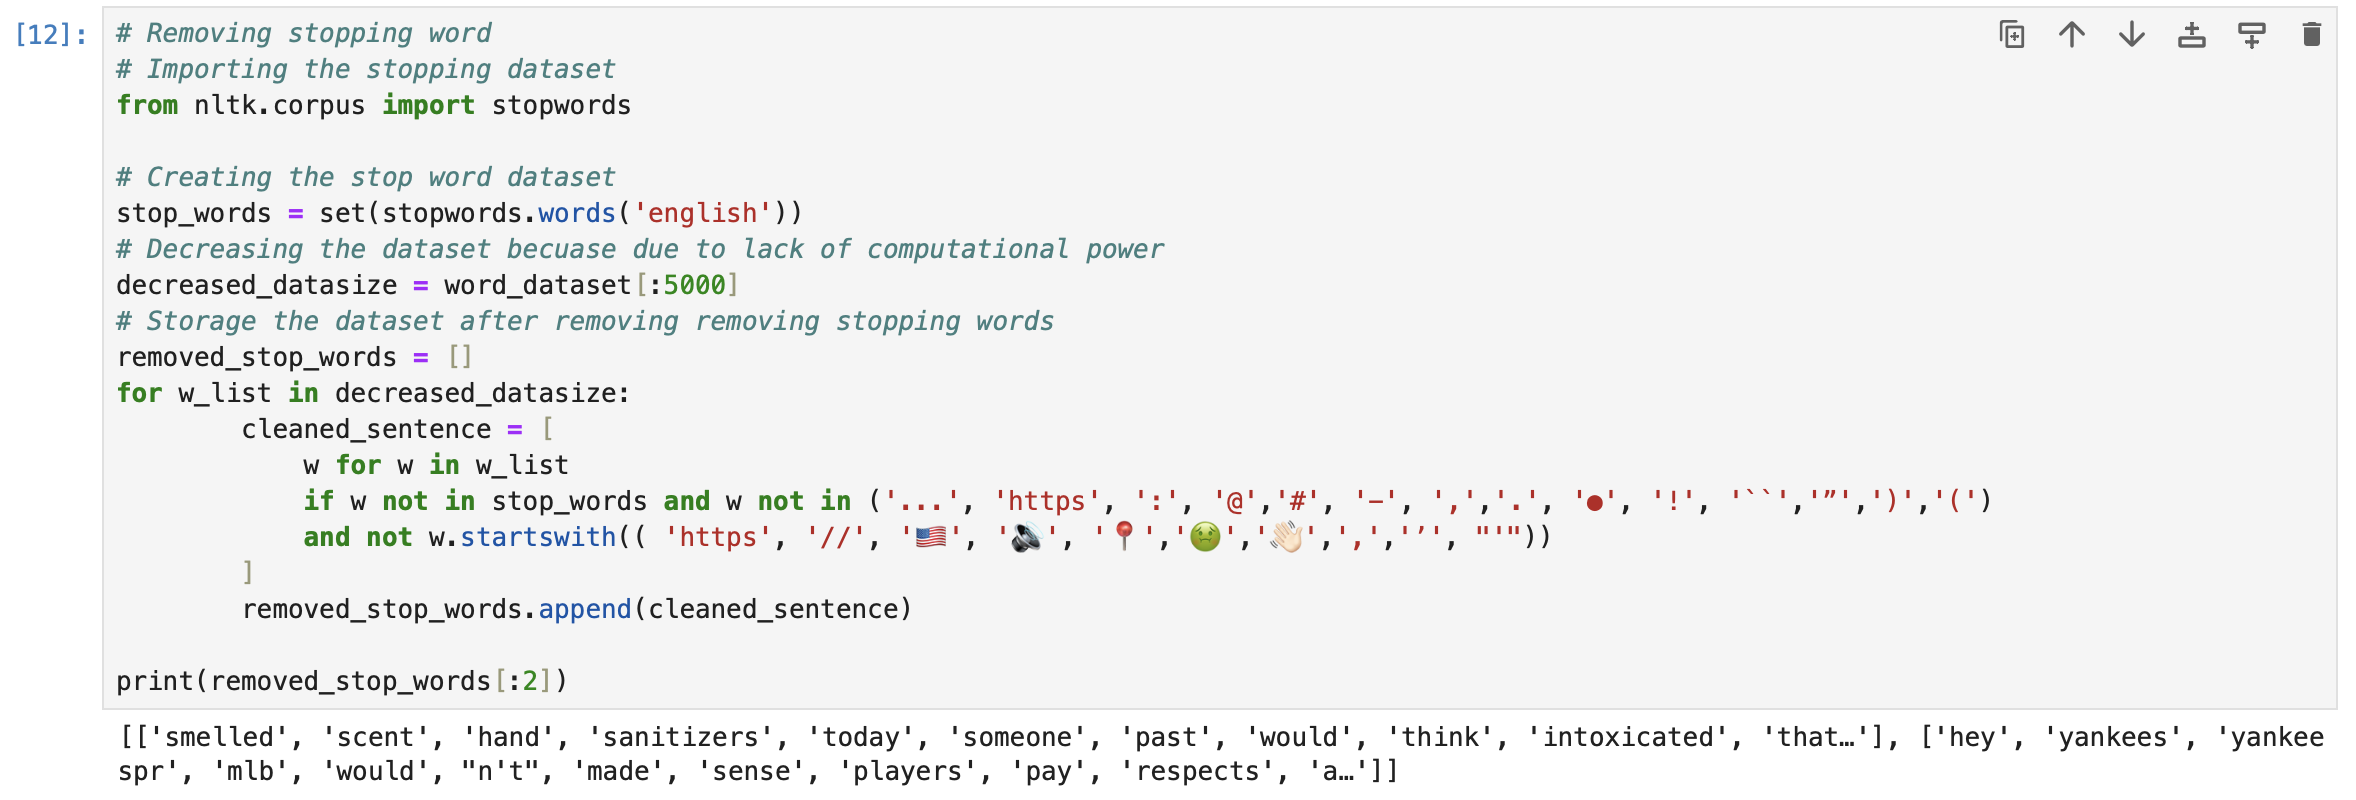 [12]:
# Removing stopping word
# Importing the stopping dataset
from nltk.corpus import stopwords
# Creating the stop word dataset
stop_words = set(stopwords.words('english'))
# Decreasing the dataset becuase due to lack of computational power
decreased_datasize = word_dataset[:5000]
# Storage the dataset after removing removing stopping words
removed_stop_words = []
for w_list in decreased_datasize:
        cleaned_sentence = [
            w for w in w_list
            if w not in stop_words and w not in ('...', 'https', ':', '@','#', '-', ',','.', '●', '!', '``','”',')','(')
            and not w.startswith(( 'https', '//', '🇺🇸', '🔊', '📍','🤢','👋🏻',',','’', "'"))
        ]
        removed_stop_words.append(cleaned_sentence)
print(removed_stop_words[:2])
[['smelled', 'scent', 'hand', 'sanitizers', 'today', 'someone', 'past', 'would', 'think', 'intoxicated', 'that…'], ['hey', 'yankees', 'yankee
spr', 'mlb', 'would', "n't", 'made', 'sense', 'players', 'pay', 'respects', 'a…']]